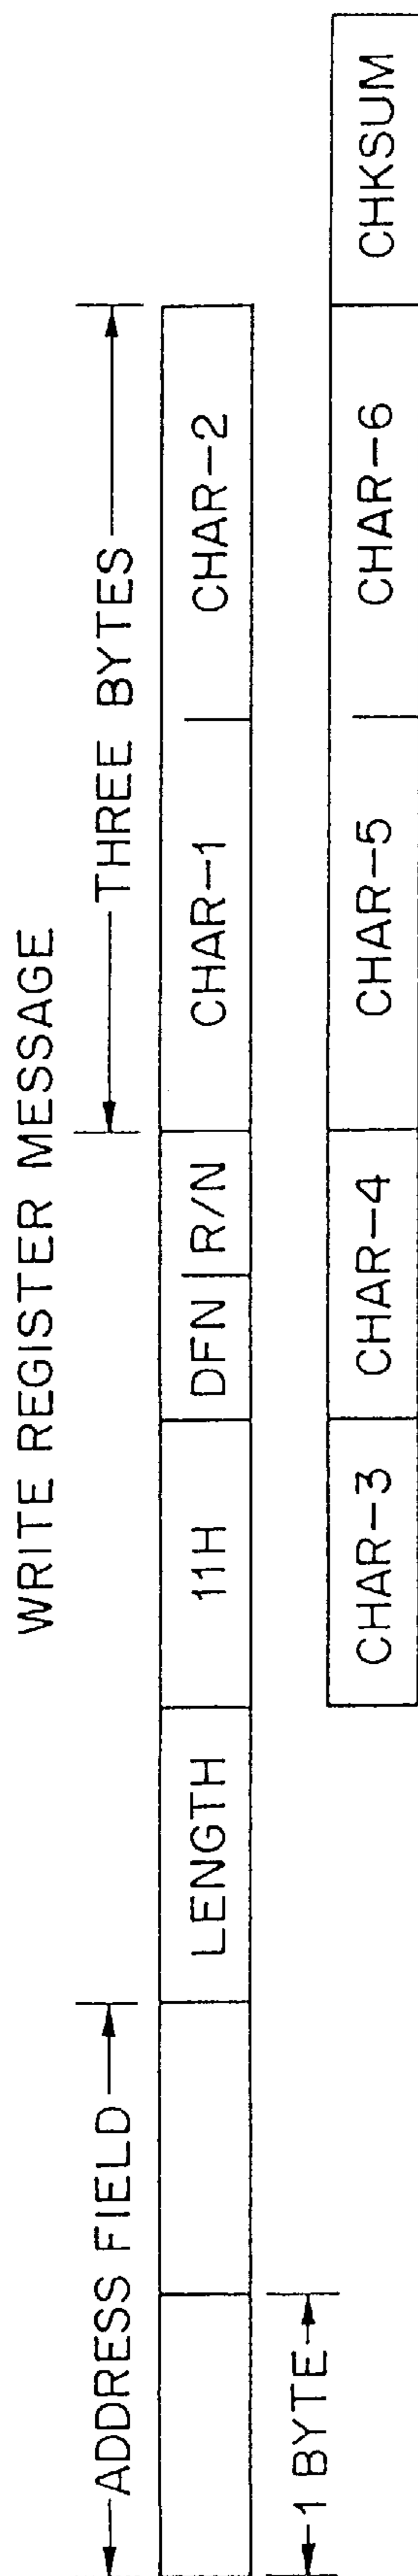 WRITE REGISTER MESSAGE
ADDRESS FIELD THREE BYTES
LENGTH 11H DFN R/N CHAR-1 CHAR-2
1 BYTE
CHAR-3 CHAR-4 CHAR-5 CHAR-6 CHKSUM